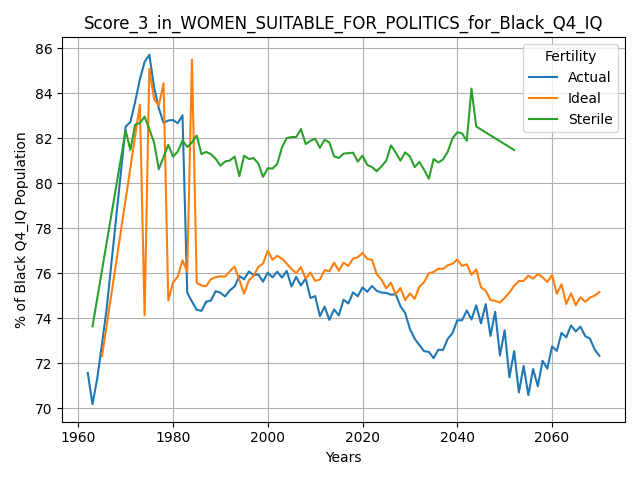 Score_3_in_WOMEN_SUITABLE_FOR_POLITICS_for_Black_Q4_IQ
% of Black Q4_IQ Population
86
84
82
80
78
76
74
72
70
Fertility
Actual
Ideal
Sterile
1960
1980
2000
2020
2040
2060
Years